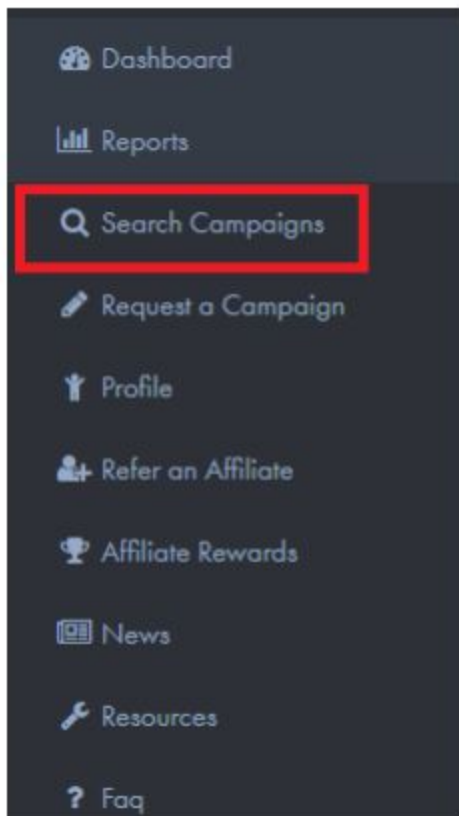 Dashboard
Reports
Search Campaigns
Request a Campaign
Profile
Refer an Affiliate
Affiliate Rewards
News
Resources
? Faq